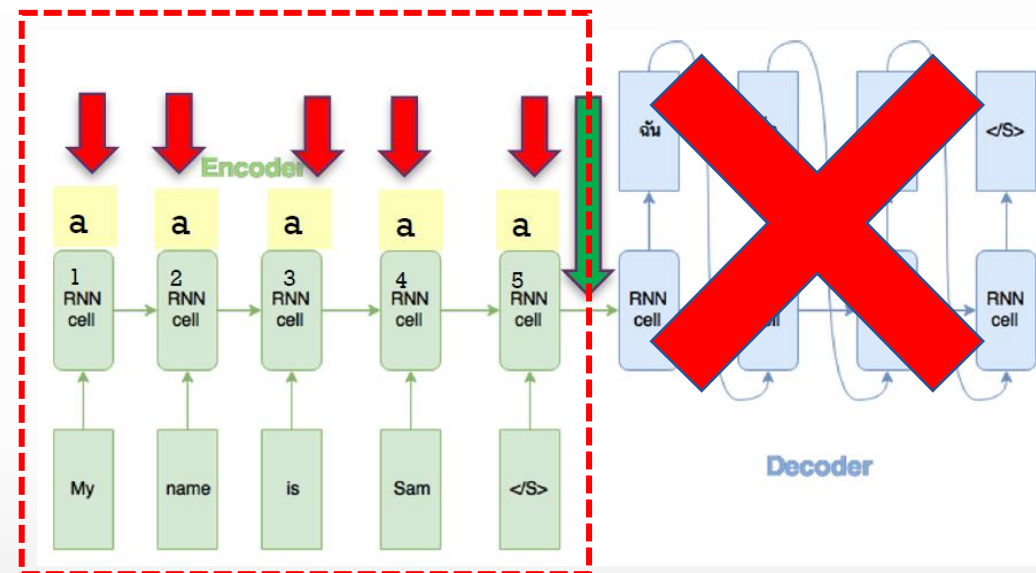 Encoder
a a a a a
1 2 3 4 5
RNN RNN RNN RNN RNN
cell cell cell cell cell
My name is Sam </S>
ฉัน </S>
RNN RNN
cell cell
Decoder